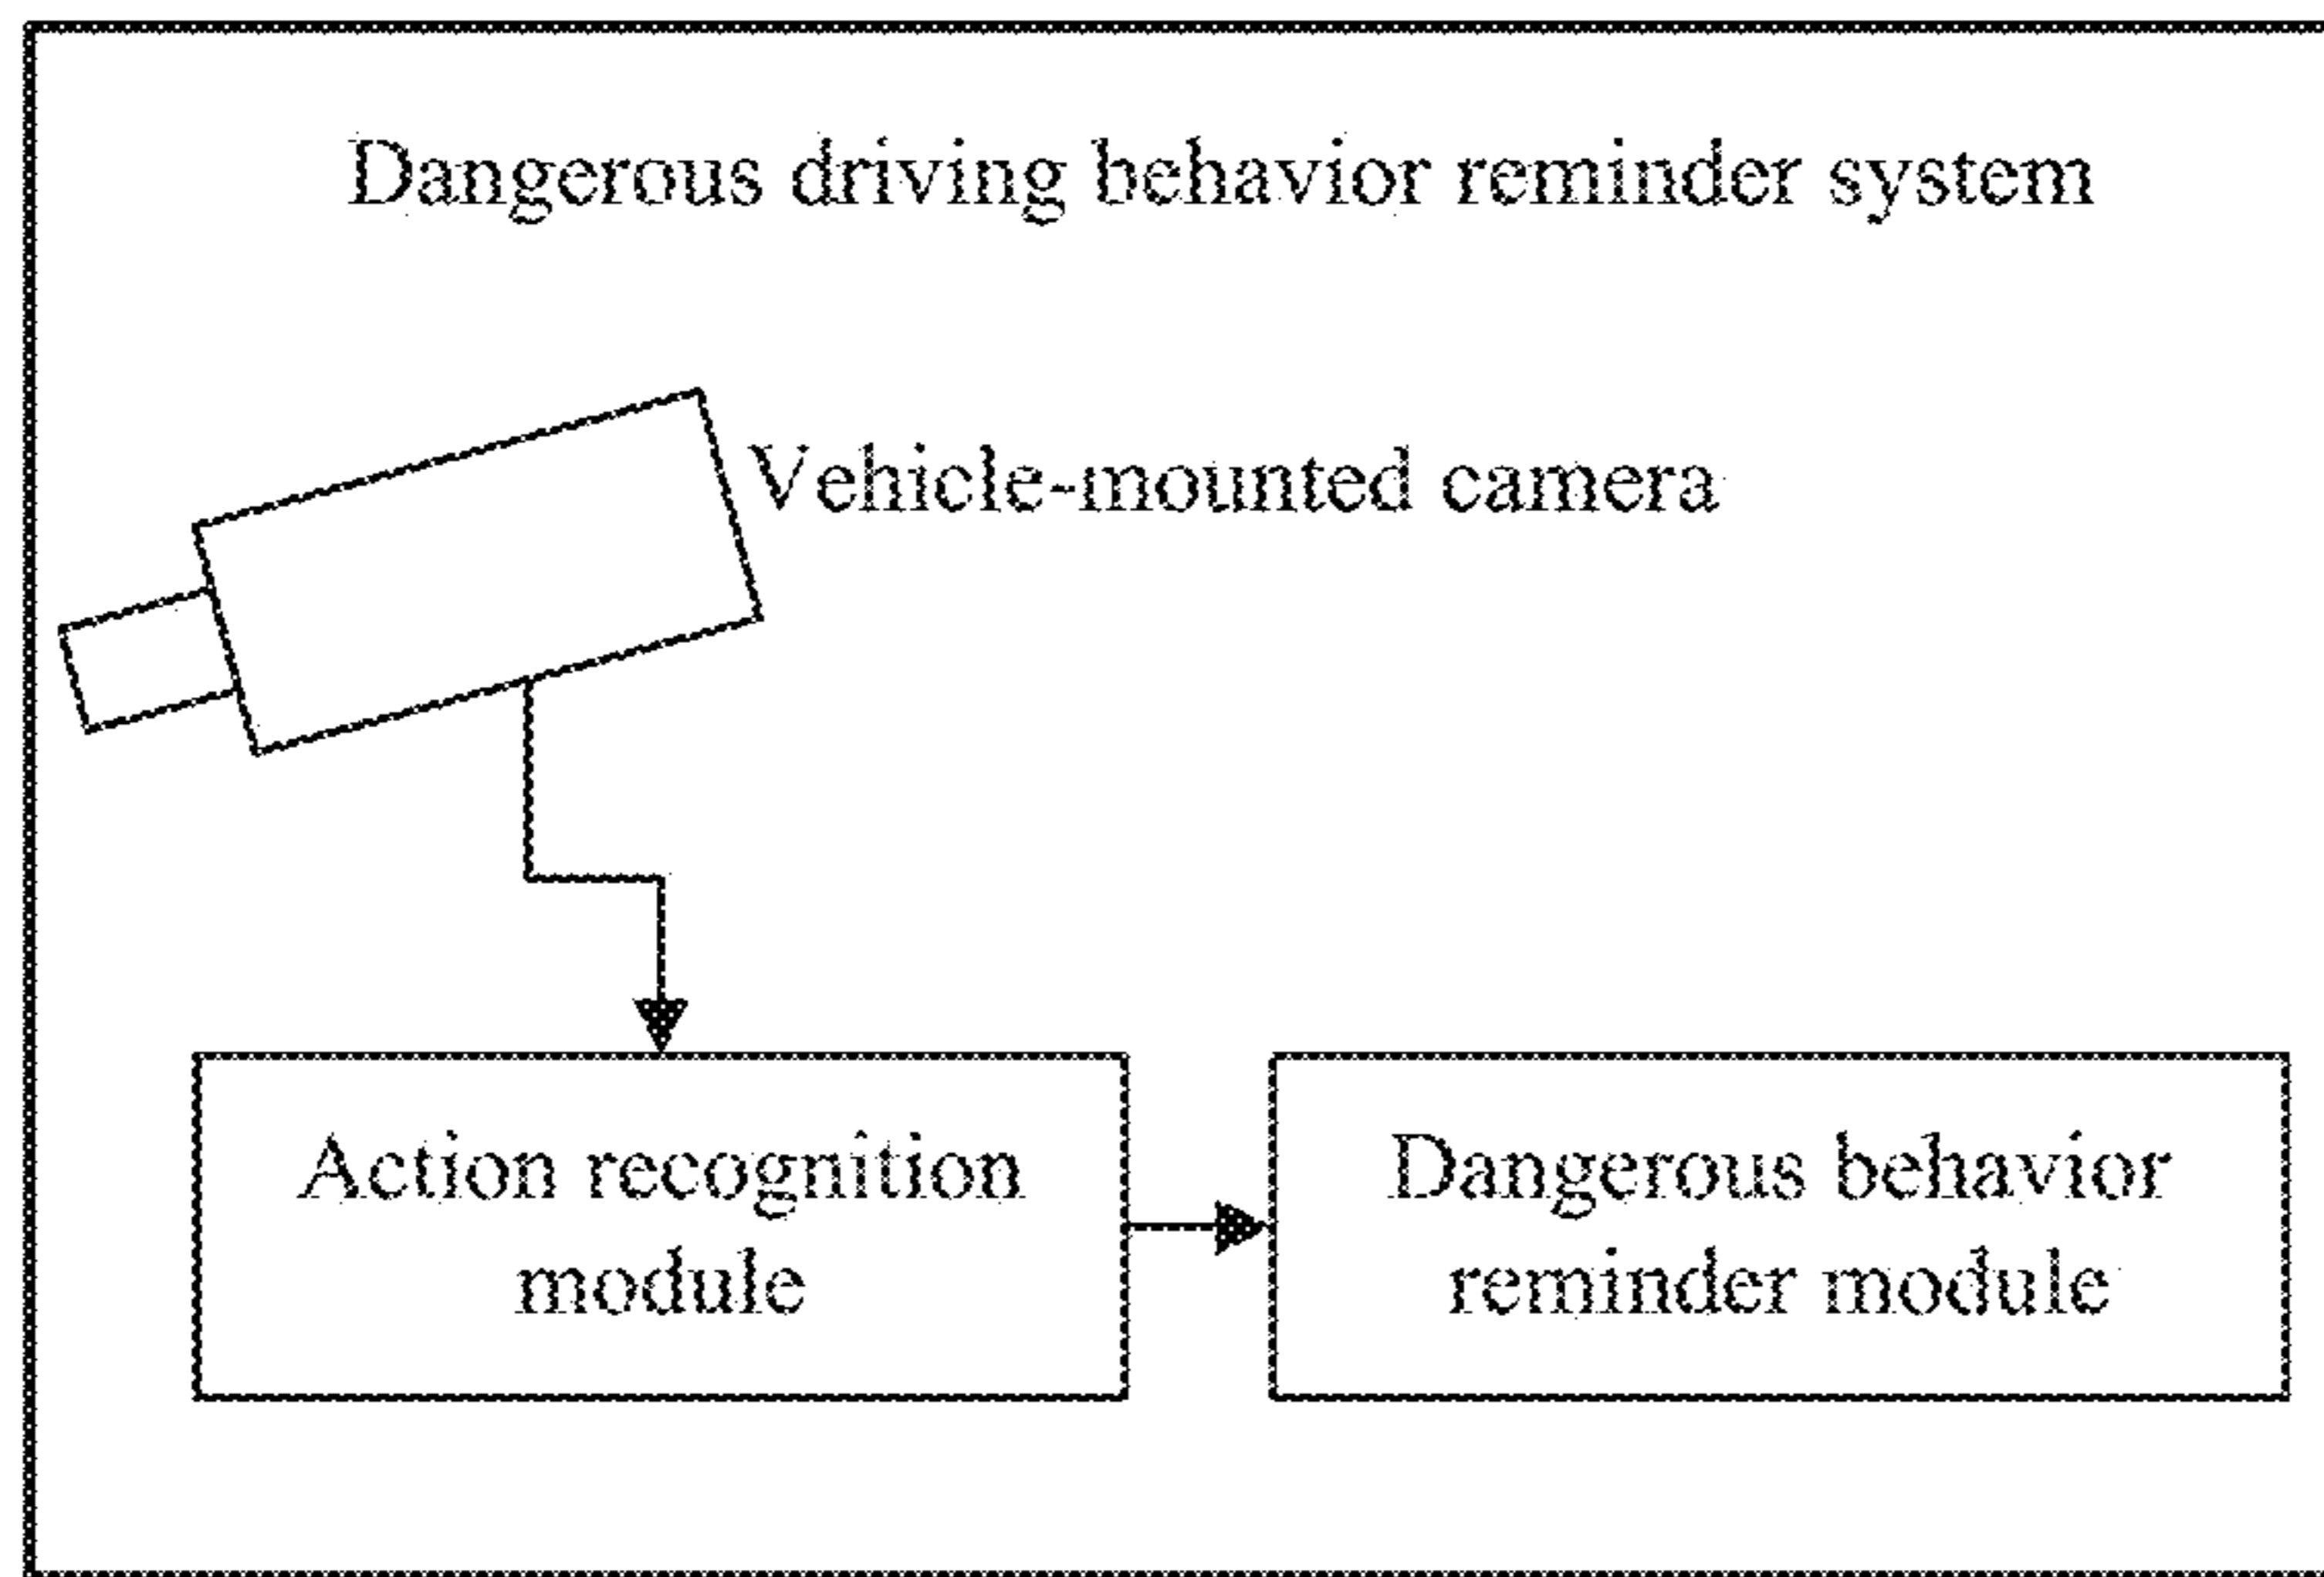 Dangerous driving behavior reminder system
Vehicle-mounted camera
Action recognition
module
Dangerous behavior
reminder module